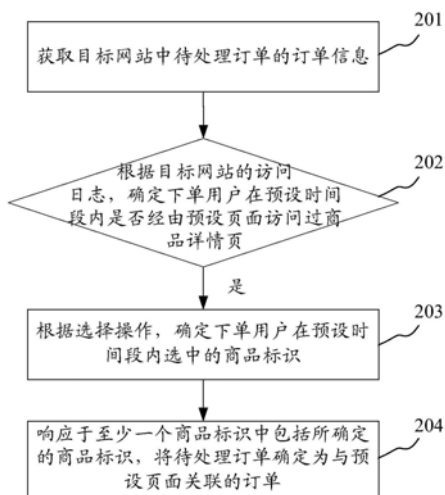 201
获取目标网站中待处理订单的订单信息
202
根据目标网站的访问
日志，确定下单用户在预设时间
段内是否经由预设页面访问过商
品详情页
是
203
根据选择操作，确定下单用户在预设时
间段内选中的商品标识
204
响应于至少一个商品标识中包括所确定
的商品标识，将待处理订单确定为与预
设页面关联的订单